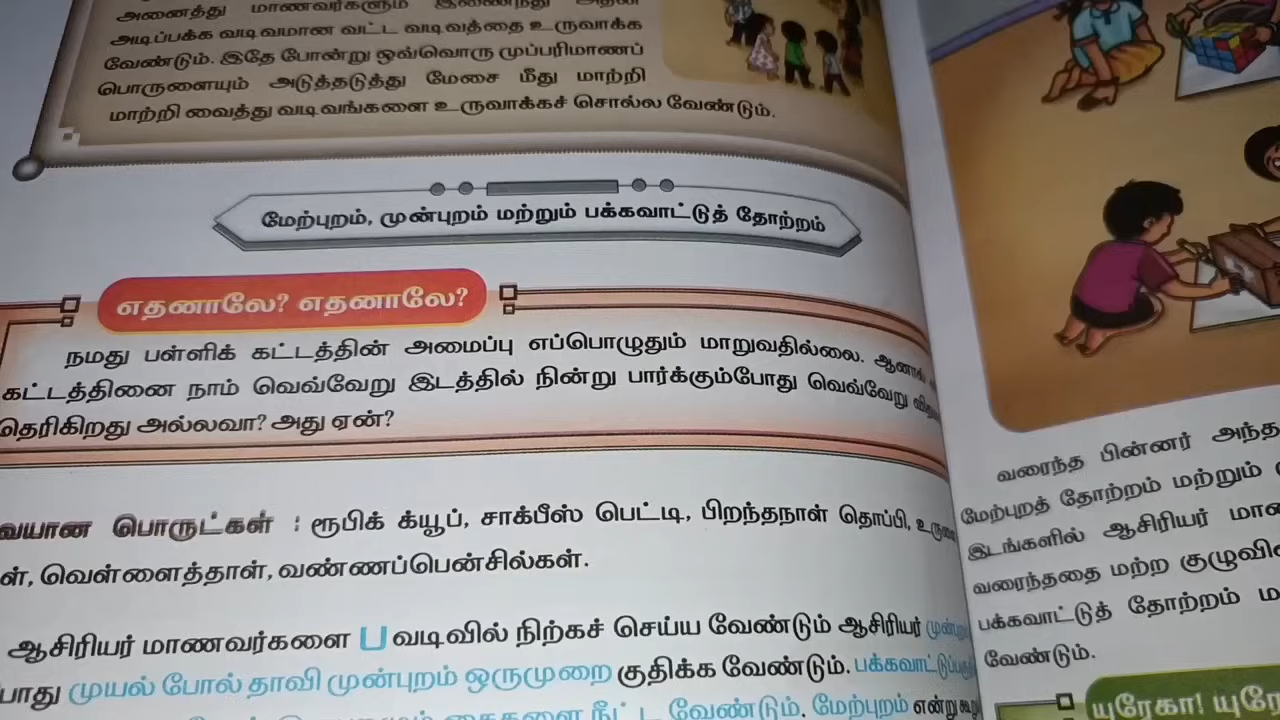 அனைத்து மாணவர்களும் இணைந்து அதன்
அடிப்பக்க வடிவமான வட்ட வடிவத்தை உருவாக்க
வேண்டும். இதே போன்று ஒவ்வொரு முப்பரிமாணப்
பொருளையும் அடுத்தடுத்து மேசை மீது மாற்றி
மாற்றி வைத்து வடிவங்களை உருவாக்கச் சொல்ல வேண்டும்.
மேற்புறம், முன்புறம் மற்றும் பக்கவாட்டுத் தோற்றம்
எதனாலே? எதனாலே?
நமது பள்ளிக் கட்டத்தின் அமைப்பு எப்பொழுதும் மாறுவதில்லை. ஆனால்
கட்டத்தினை நாம் வெவ்வேறு இடத்தில் நின்று பார்க்கும்போது வெவ்வேறு
தெரிகிறது அல்லவா? அது ஏன்?
பொருட்கள் : ரூபிக் க்யூப், சாக்பீஸ் பெட்டி, பிறந்தநாள் தொப்பி,
வெள்ளைத்தாள், வண்ணப்பென்சில்கள்.
ஆசிரியர் மாணவர்களை ப வடிவில் நிற்கச் செய்ய வேண்டும் ஆசிரியர்
முயல் போல் தாவி முன்புறம் ஒருமுறை குதிக்க வேண்டும்.
கைகளை நீட்ட வேண்டும். மேற்புறம் என்று
வரைந்த பின்னர்
மேற்புறத் தோற்றம் மற்றும்
இடங்களில் ஆசிரியர்
வரைந்ததை மற்ற
பக்கவாட்டுத் தோற்றம்
வேண்டும்.
யுரேகா!